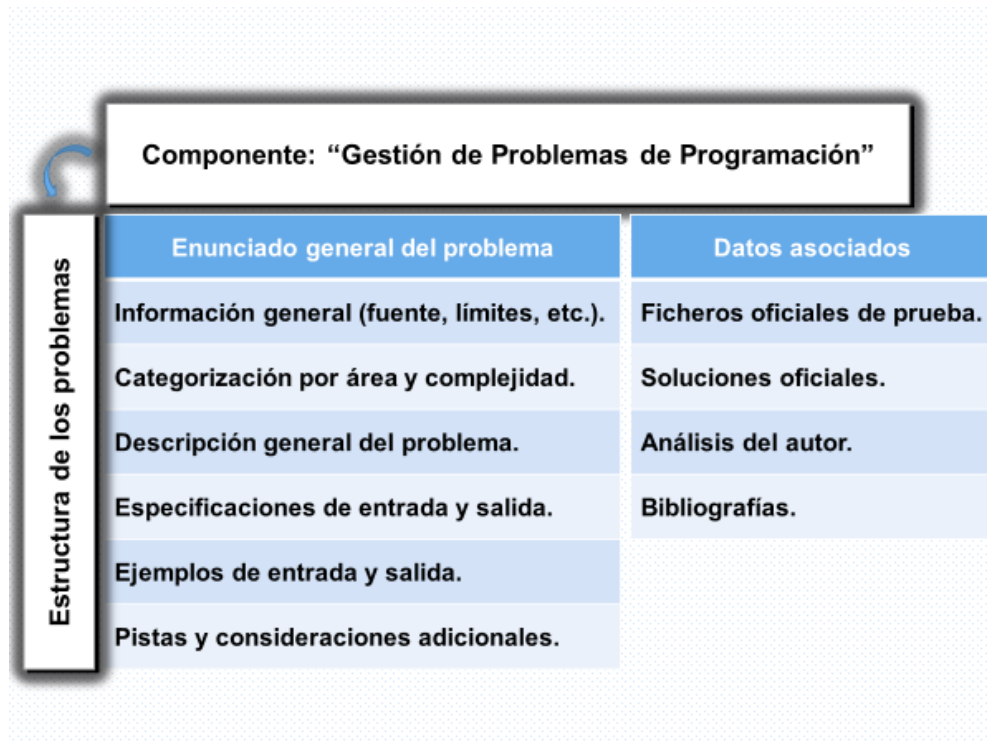 Componente: “Gestión de Problemas de Programación”
Estructura de los problemas
Enunciado general del problema
Información general (fuente, límites, etc.).
Categorización por área y complejidad.
Descripción general del problema.
Especificaciones de entrada y salida.
Ejemplos de entrada y salida.
Pistas y consideraciones adicionales.
Datos asociados
Ficheros oficiales de prueba.
Soluciones oficiales.
Análisis del autor.
Bibliografías.